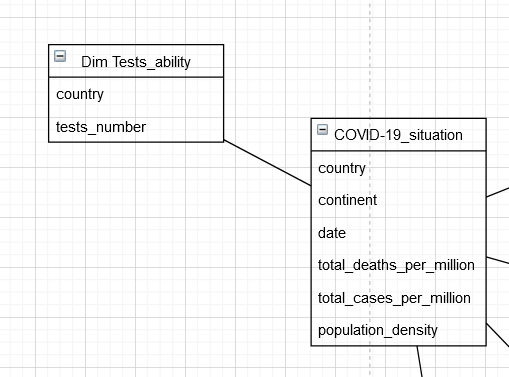 Dim Tests_ability
country
tests_number
COVID-19_situation
country
continent
date
total_deaths_per_million
total_cases_per_million
population_density